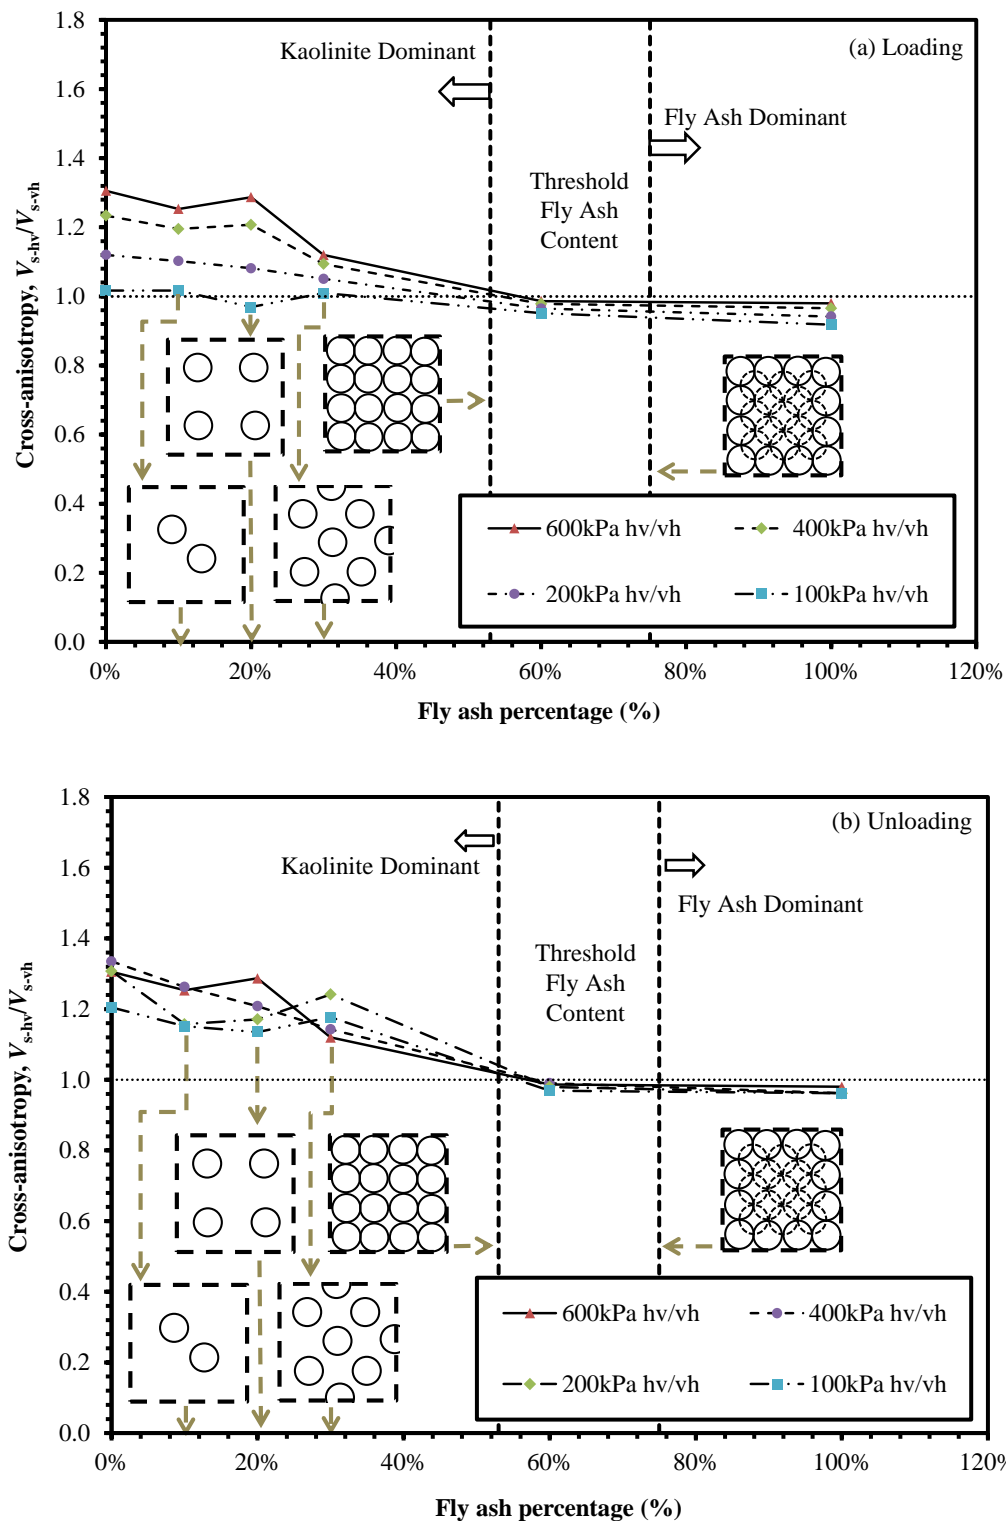 1.8
1.6
1.4
1.2
1.0
0.8
0.6
0.4
0.2
0.0
Cross-anisotropy, Vs-hv/Vs-vh
(a) Loading
Kaolinite Dominant
Fly Ash Dominant
Threshold
Fly Ash
Content
600kPa hv/vh
400kPa hv/vh
200kPa hv/vh
100kPa hv/vh
0%
20%
40%
60%
80%
100%
120%
Fly ash percentage (%)
1.8
1.6
1.4
1.2
1.0
0.8
0.6
0.4
0.2
0.0
Cross-anisotropy, Vs-hv/Vs-vh
(b) Unloading
Kaolinite Dominant
Fly Ash Dominant
Threshold
Fly Ash
Content
600kPa hv/vh
400kPa hv/vh
200kPa hv/vh
100kPa hv/vh
0%
20%
40%
60%
80%
100%
120%
Fly ash percentage (%)